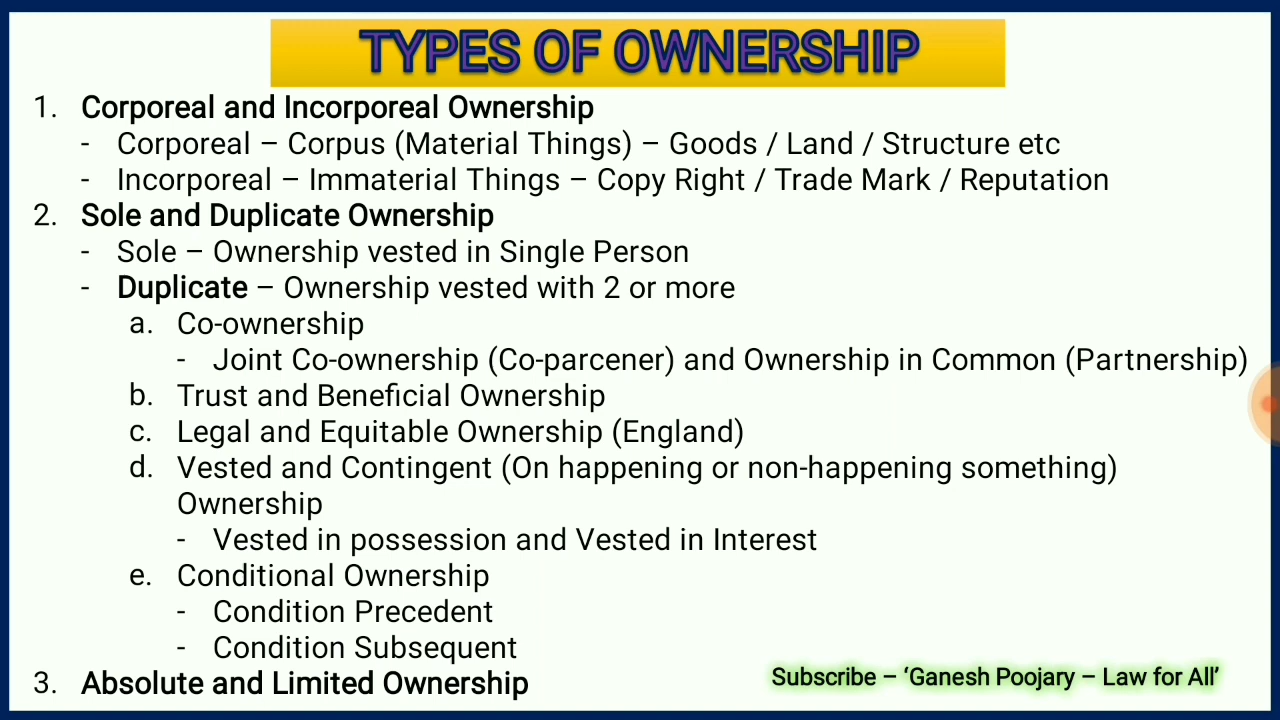 TYPES OF OWNERSHIP
1. Corporeal and Incorporeal Ownership
- Corporeal – Corpus (Material Things) – Goods / Land / Structure etc
- Incorporeal – Immaterial Things – Copy Right / Trade Mark / Reputation
2. Sole and Duplicate Ownership
- Sole – Ownership vested in Single Person
- Duplicate – Ownership vested with 2 or more
a. Co-ownership
- Joint Co-ownership (Co-parcener) and Ownership in Common (Partnership)
b. Trust and Beneficial Ownership
c. Legal and Equitable Ownership (England)
d. Vested and Contingent (On happening or non-happening something)
Ownership
- Vested in possession and Vested in Interest
e. Conditional Ownership
- Condition Precedent
- Condition Subsequent
3. Absolute and Limited Ownership
Subscribe – ‘Ganesh Poojary – Law for All’